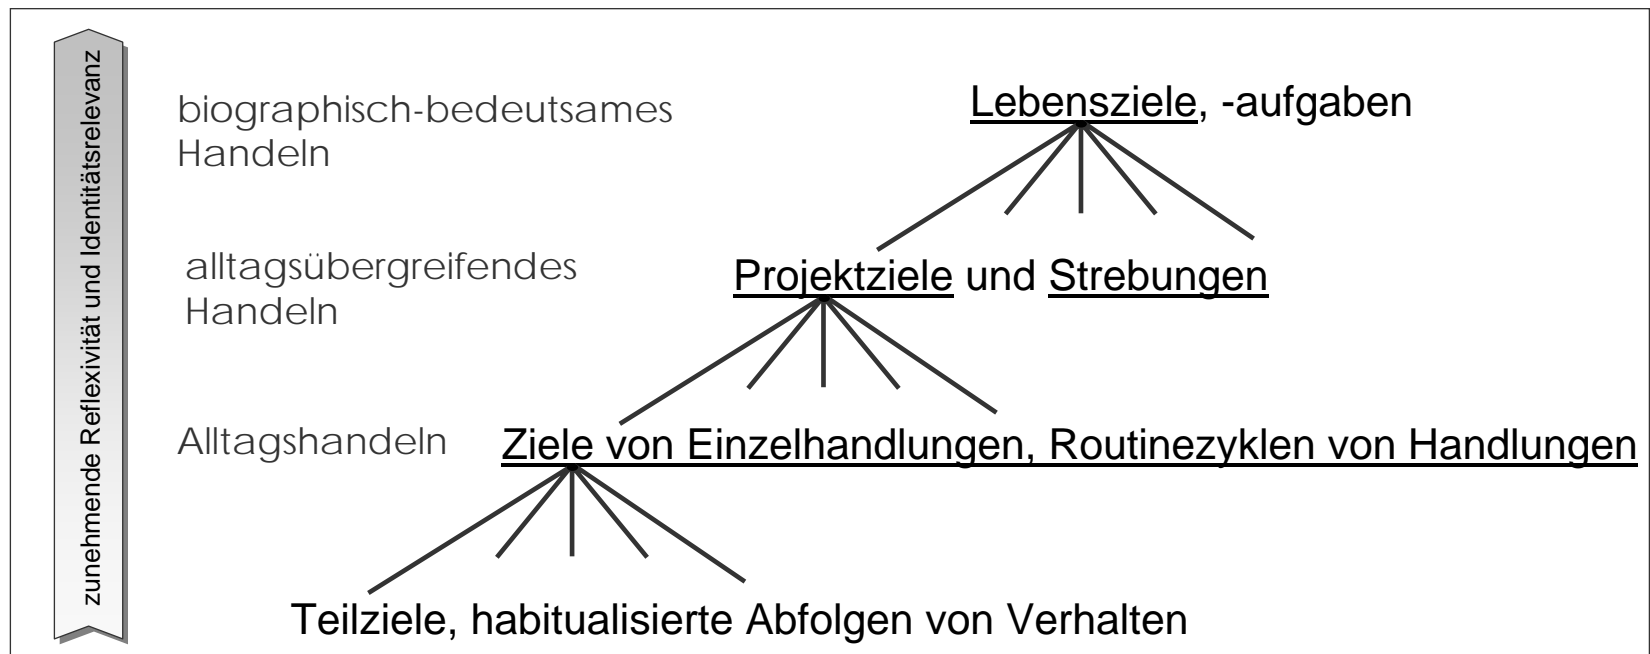 zunehmende Reflexivität und Identitätsrelevanz
biographisch-bedeutsames
Handeln
Lebensziele, -aufgaben
alltagsübergreifendes
Handeln
Projektziele und Strebungen
Alltagshandeln
Ziele von Einzelhandlungen, Routinezyklen von Handlungen
Teilziele, habitualisierte Abfolgen von Verhalten